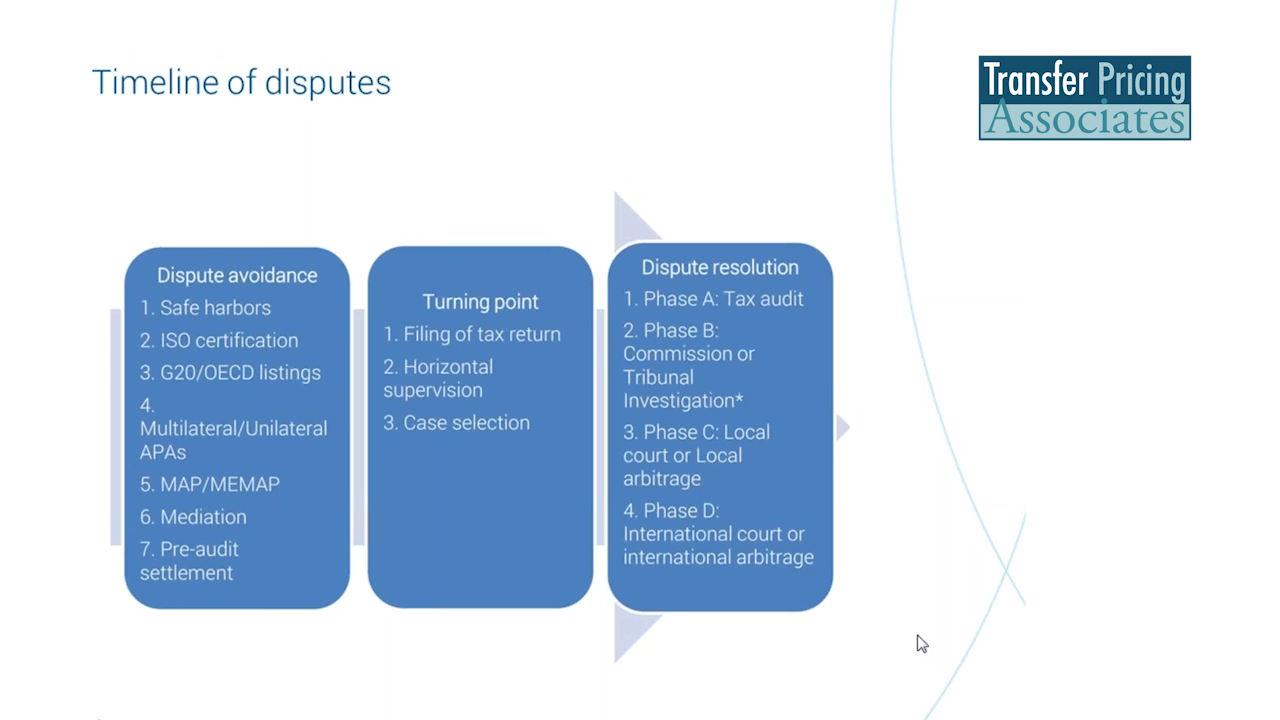 Timeline of disputes
Transfer Pricing
Associates
Dispute avoidance
1. Safe harbors
2. ISO certification
3. G20/OECD listings
4.
Multilateral/Unilateral
APAs
5. MAP/MEMAP
6. Mediation
7. Pre-audit
settlement
Turning point
1. Filing of tax return
2. Horizontal
supervision
3. Case selection
Dispute resolution
1. Phase A: Tax audit
2. Phase B:
Commission or
Tribunal
Investigation*
3. Phase C: Local
court or Local
arbitrage
4. Phase D:
International court or
international arbitrage